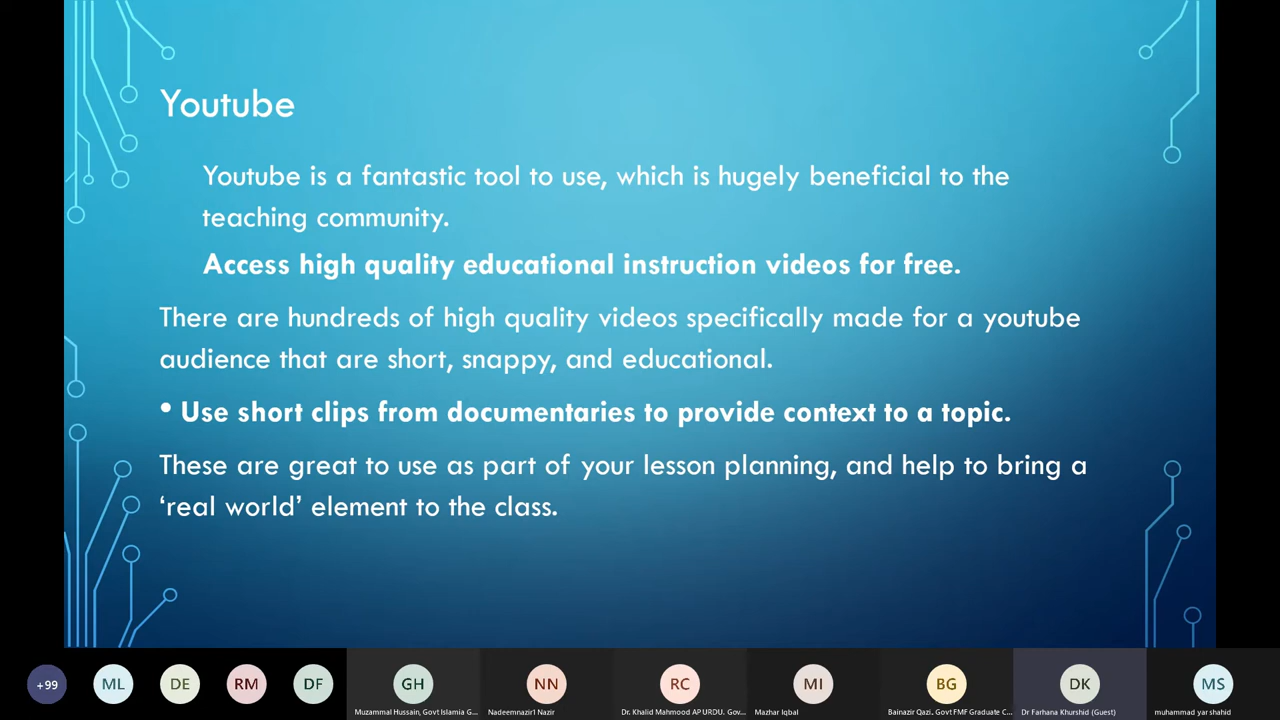 Youtube
Youtube is a fantastic tool to use, which is hugely beneficial to the
teaching community.
Access high quality educational instruction videos for free.
There are hundreds of high quality videos specifically made for a youtube
audience that are short, snappy, and educational.
• Use short clips from documentaries to provide context to a topic.
These are great to use as part of your lesson planning, and help to bring a
‘real world’ element to the class.
+99 ML DE RM DF GH NN RC MI BG DK MS
Muzammal Hussain, Govt Islamia G... Nadeemnazir1 Nazir Dr. Khalid Mahmood AP URDU. Gov... Mazhar Iqbal Bainazir Qazi. Govt FMF Graduate C... Dr Farhana Khurshid (Guest) muhammad yar shahid